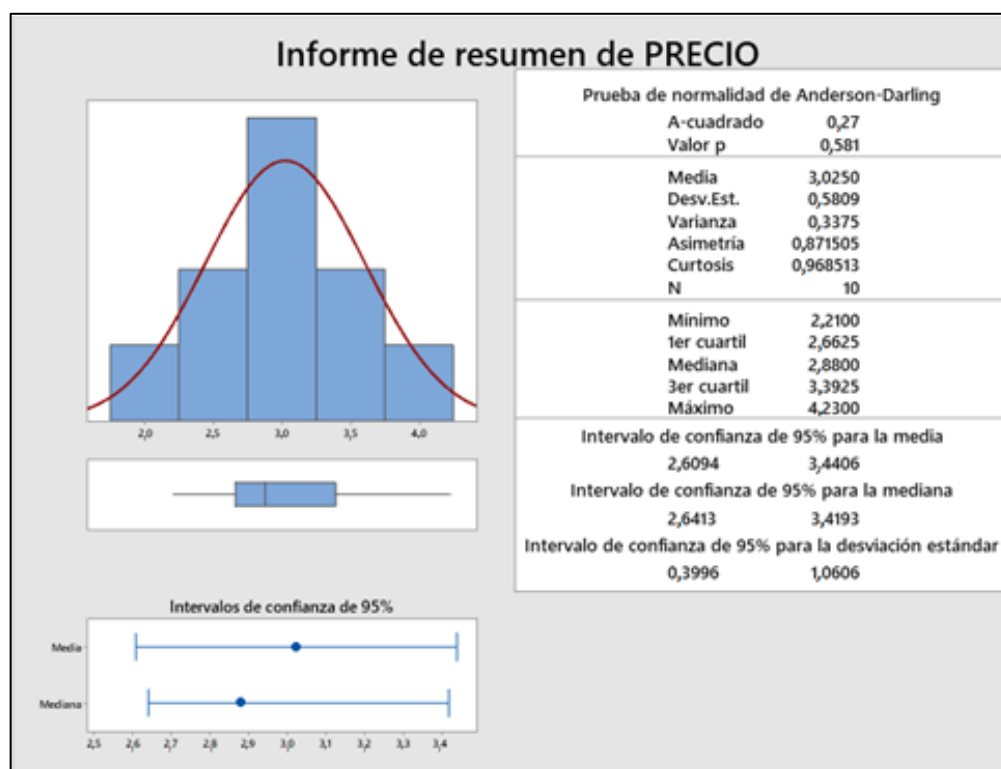 Informe de resumen de PRECIO
Prueba de normalidad de Anderson-Darling
A-cuadrado 0,27
Valor p 0,581
Media 3,0250
Desv.Est. 0,5809
Varianza 0,3375
Asimetría 0,871505
Curtosis 0,968513
N 10
Mínimo 2,2100
1er cuartil 2,6625
Mediana 2,8800
3er cuartil 3,3925
Máximo 4,2300
Intervalo de confianza de 95% para la media
2,6094 3,4406
Intervalo de confianza de 95% para la mediana
2,6413 3,4193
Intervalo de confianza de 95% para la desviación estándar
0,3996 1,0606
2,0 2,5 3,0 3,5 4,0
Intervalos de confianza de 95%
Media
Mediana
2,5 2,6 2,7 2,8 2,9 3,0 3,1 3,2 3,3 3,4